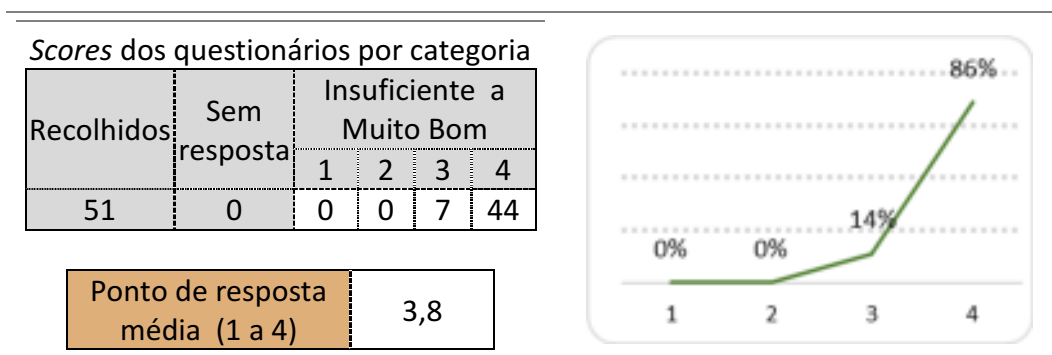 Scores dos questionários por categoria
Recolhidos
Sem
resposta
Insuficiente a
Muito Bom
1 2 3 4
51 0 0 0 7 44
Ponto de resposta
média (1 a 4)
3,8
86%
14%
0% 0%
1 2 3 4